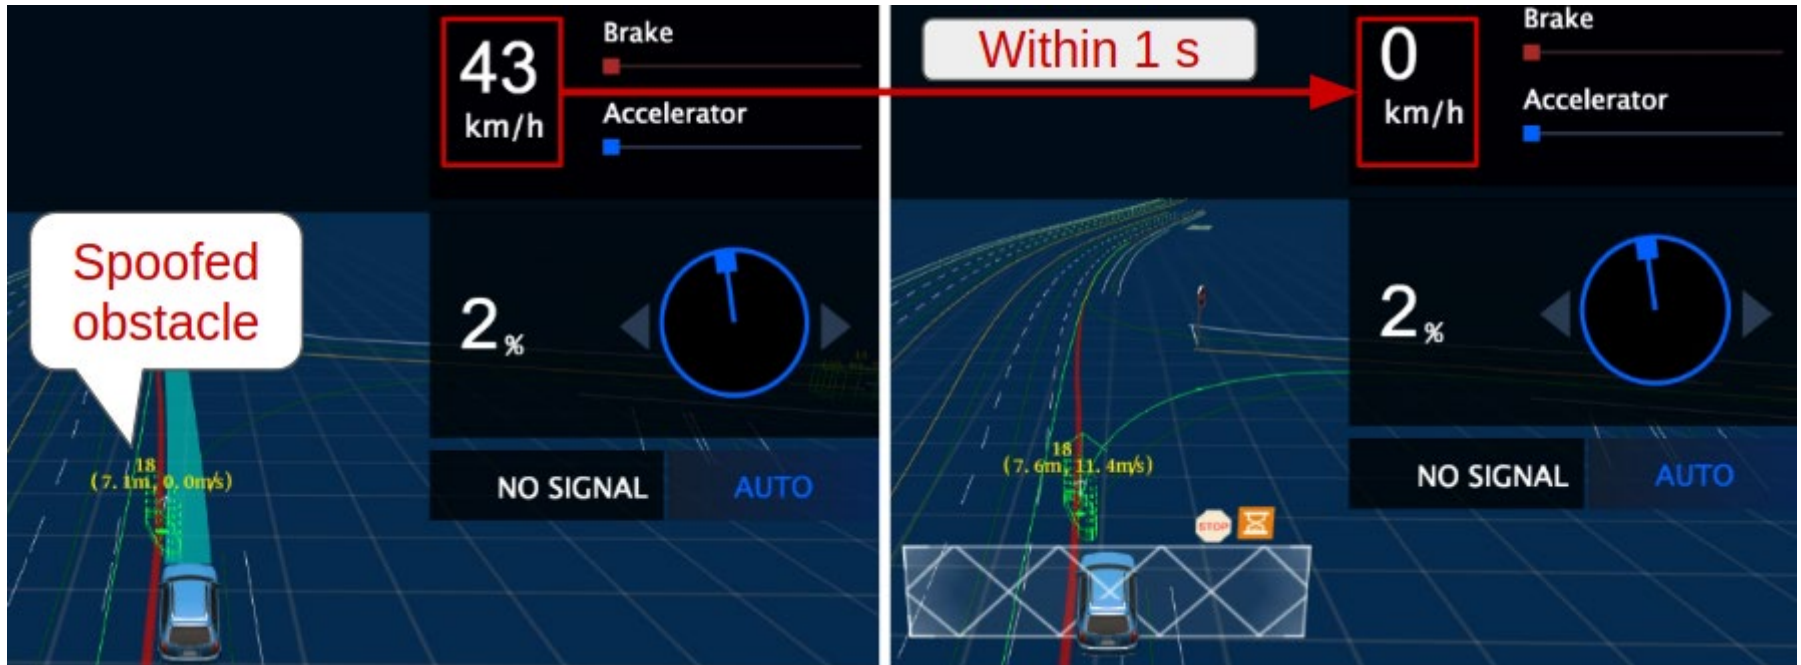 43
km/h
Brake
Accelerator
Spoofed
obstacle
2 %
18
(7.1m, 0.0m/s)
NO SIGNAL
AUTO
Within 1 s
0
km/h
Brake
Accelerator
2 %
18
(7.6m, 11.4m/s)
NO SIGNAL
AUTO
STOP